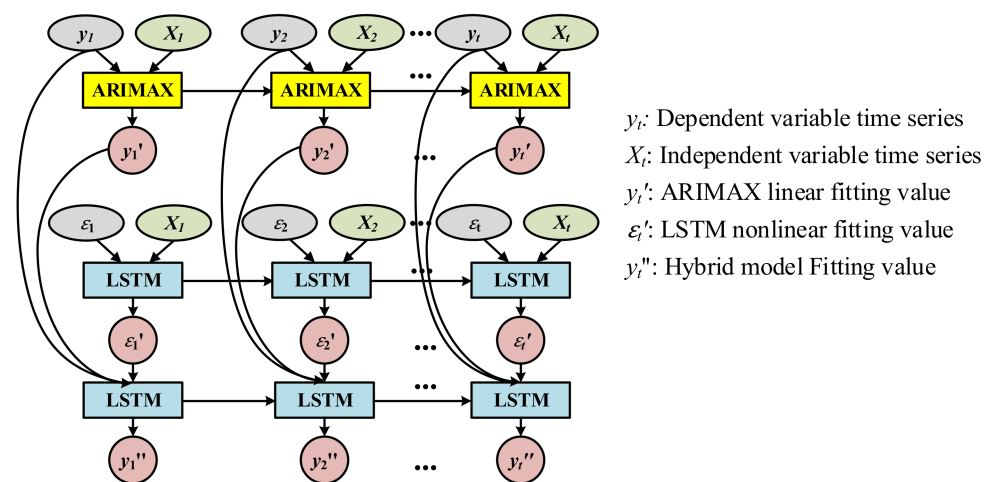 y1 X1 y2 X2 ... yt Xt
...
ARIMAX ARIMAX ARIMAX
y1' y2' ... yt'
ε1 X1 ε2 X2 ... εt Xt
...
LSTM LSTM LSTM
ε1' ε2' ... εt'
...
LSTM LSTM LSTM
y1'' y2'' ... yt''
yt: Dependent variable time series
Xt: Independent variable time series
yt': ARIMAX linear fitting value
εt': LSTM nonlinear fitting value
yt'': Hybrid model Fitting value